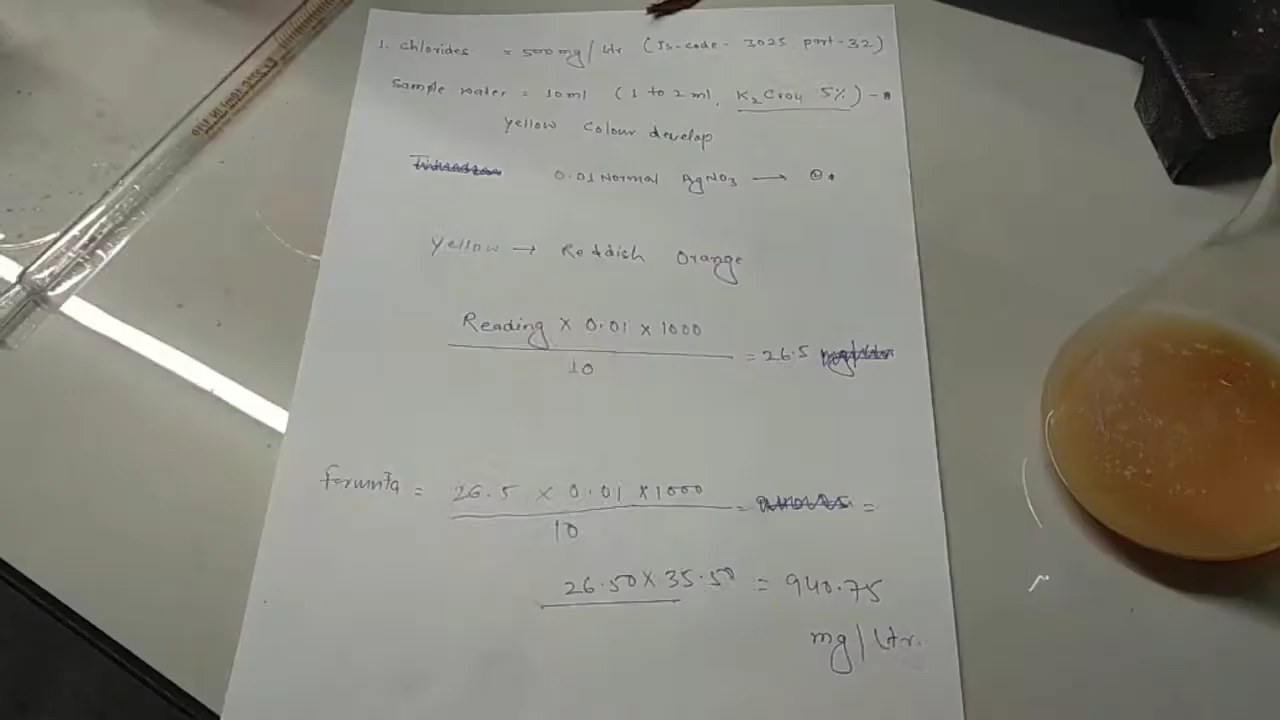 1. Chlorides = 500 mg/Ltr (Is-code- 3025 part-32)
Sample water = 10ml (1 to 2 ml, K₂CrO4 5%) -
Yellow Colour develop
0.01 Normal AgNO₃ →
Yellow → Reddish Orange
Reading × 0.01 × 1000
10
= 26.5
Formula = 26.5 × 0.01 × 1000
10
= =
26.50 × 35.50 = 940.75
mg/Ltr.